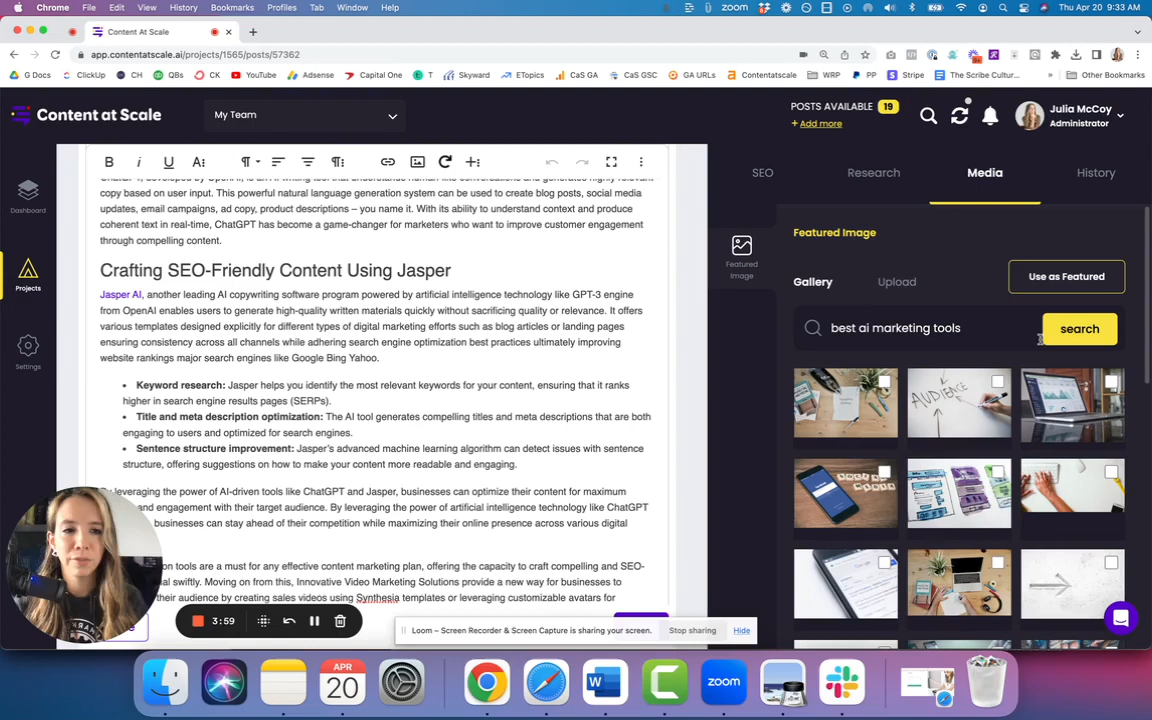 Chrome File Edit View History Bookmarks Profiles Tab Window Help
zoom
Thu Apr 20 9:33 AM
Content At Scale
app.contentatscale.ai/projects/1565/posts/57362
G Docs ClickUp CH QBs CK YouTube Adsense Capital One T Skyward ETopics CaS GA CaS GSC GA URLs Contentatscale WRP PP Stripe The Scribe Cultur... » Other Bookmarks
Content at Scale
My Team
POSTS AVAILABLE 19
+ Add more
Julia McCoy
Administrator
Dashboard
Projects
Settings
SEO Research Media History
copy based on user input. This powerful natural language generation system can be used to create blog posts, social media
updates, email campaigns, ad copy, product descriptions – you name it. With its ability to understand context and produce
coherent text in real-time, ChatGPT has become a game-changer for marketers who want to improve customer engagement
through compelling content.
Crafting SEO-Friendly Content Using Jasper
Jasper AI, another leading AI copywriting software program powered by artificial intelligence technology like GPT-3 engine
from OpenAI enables users to generate high-quality written materials quickly without sacrificing quality or relevance. It offers
various templates designed explicitly for different types of digital marketing efforts such as blog articles or landing pages
ensuring consistency across all channels while adhering search engine optimization best practices ultimately improving
website rankings major search engines like Google Bing Yahoo.
• Keyword research: Jasper helps you identify the most relevant keywords for your content, ensuring that it ranks
higher in search engine results pages (SERPs).
• Title and meta description optimization: The AI tool generates compelling titles and meta descriptions that are both
engaging to users and optimized for search engines.
• Sentence structure improvement: Jasper's advanced machine learning algorithm can detect issues with sentence
structure, offering suggestions on how to make your content more readable and engaging.
leveraging the power of AI-driven tools like ChatGPT and Jasper, businesses can optimize their content for maximum
and engagement with their target audience. By leveraging the power of artificial intelligence technology like ChatGPT
businesses can stay ahead of their competition while maximizing their online presence across various digital
tools are a must for any effective content marketing plan, offering the capacity to craft compelling and SEO-
swiftly. Moving on from this, Innovative Video Marketing Solutions provide a new way for businesses to
their audience by creating sales videos using Synthesia templates or leveraging customizable avatars for
Featured
Image
Featured Image
Gallery Upload Use as Featured
best ai marketing tools search
AUDIENCE
3:59
Loom – Screen Recorder & Screen Capture is sharing your screen. Stop sharing Hide
APR
20
zoom